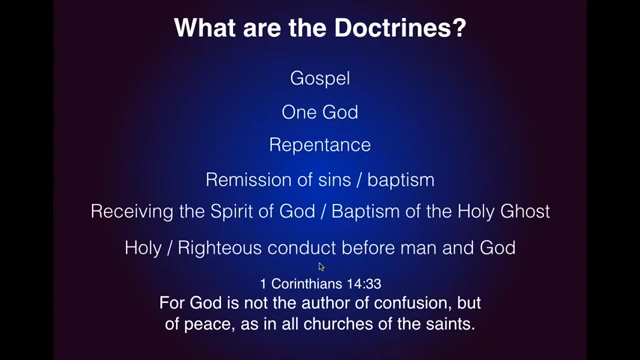 What are the Doctrines?
Gospel
One God
Repentance
Remission of sins / baptism
Receiving the Spirit of God / Baptism of the Holy Ghost
Holy / Righteous conduct before man and God
1 Corinthians 14:33
For God is not the author of confusion, but
of peace, as in all churches of the saints.